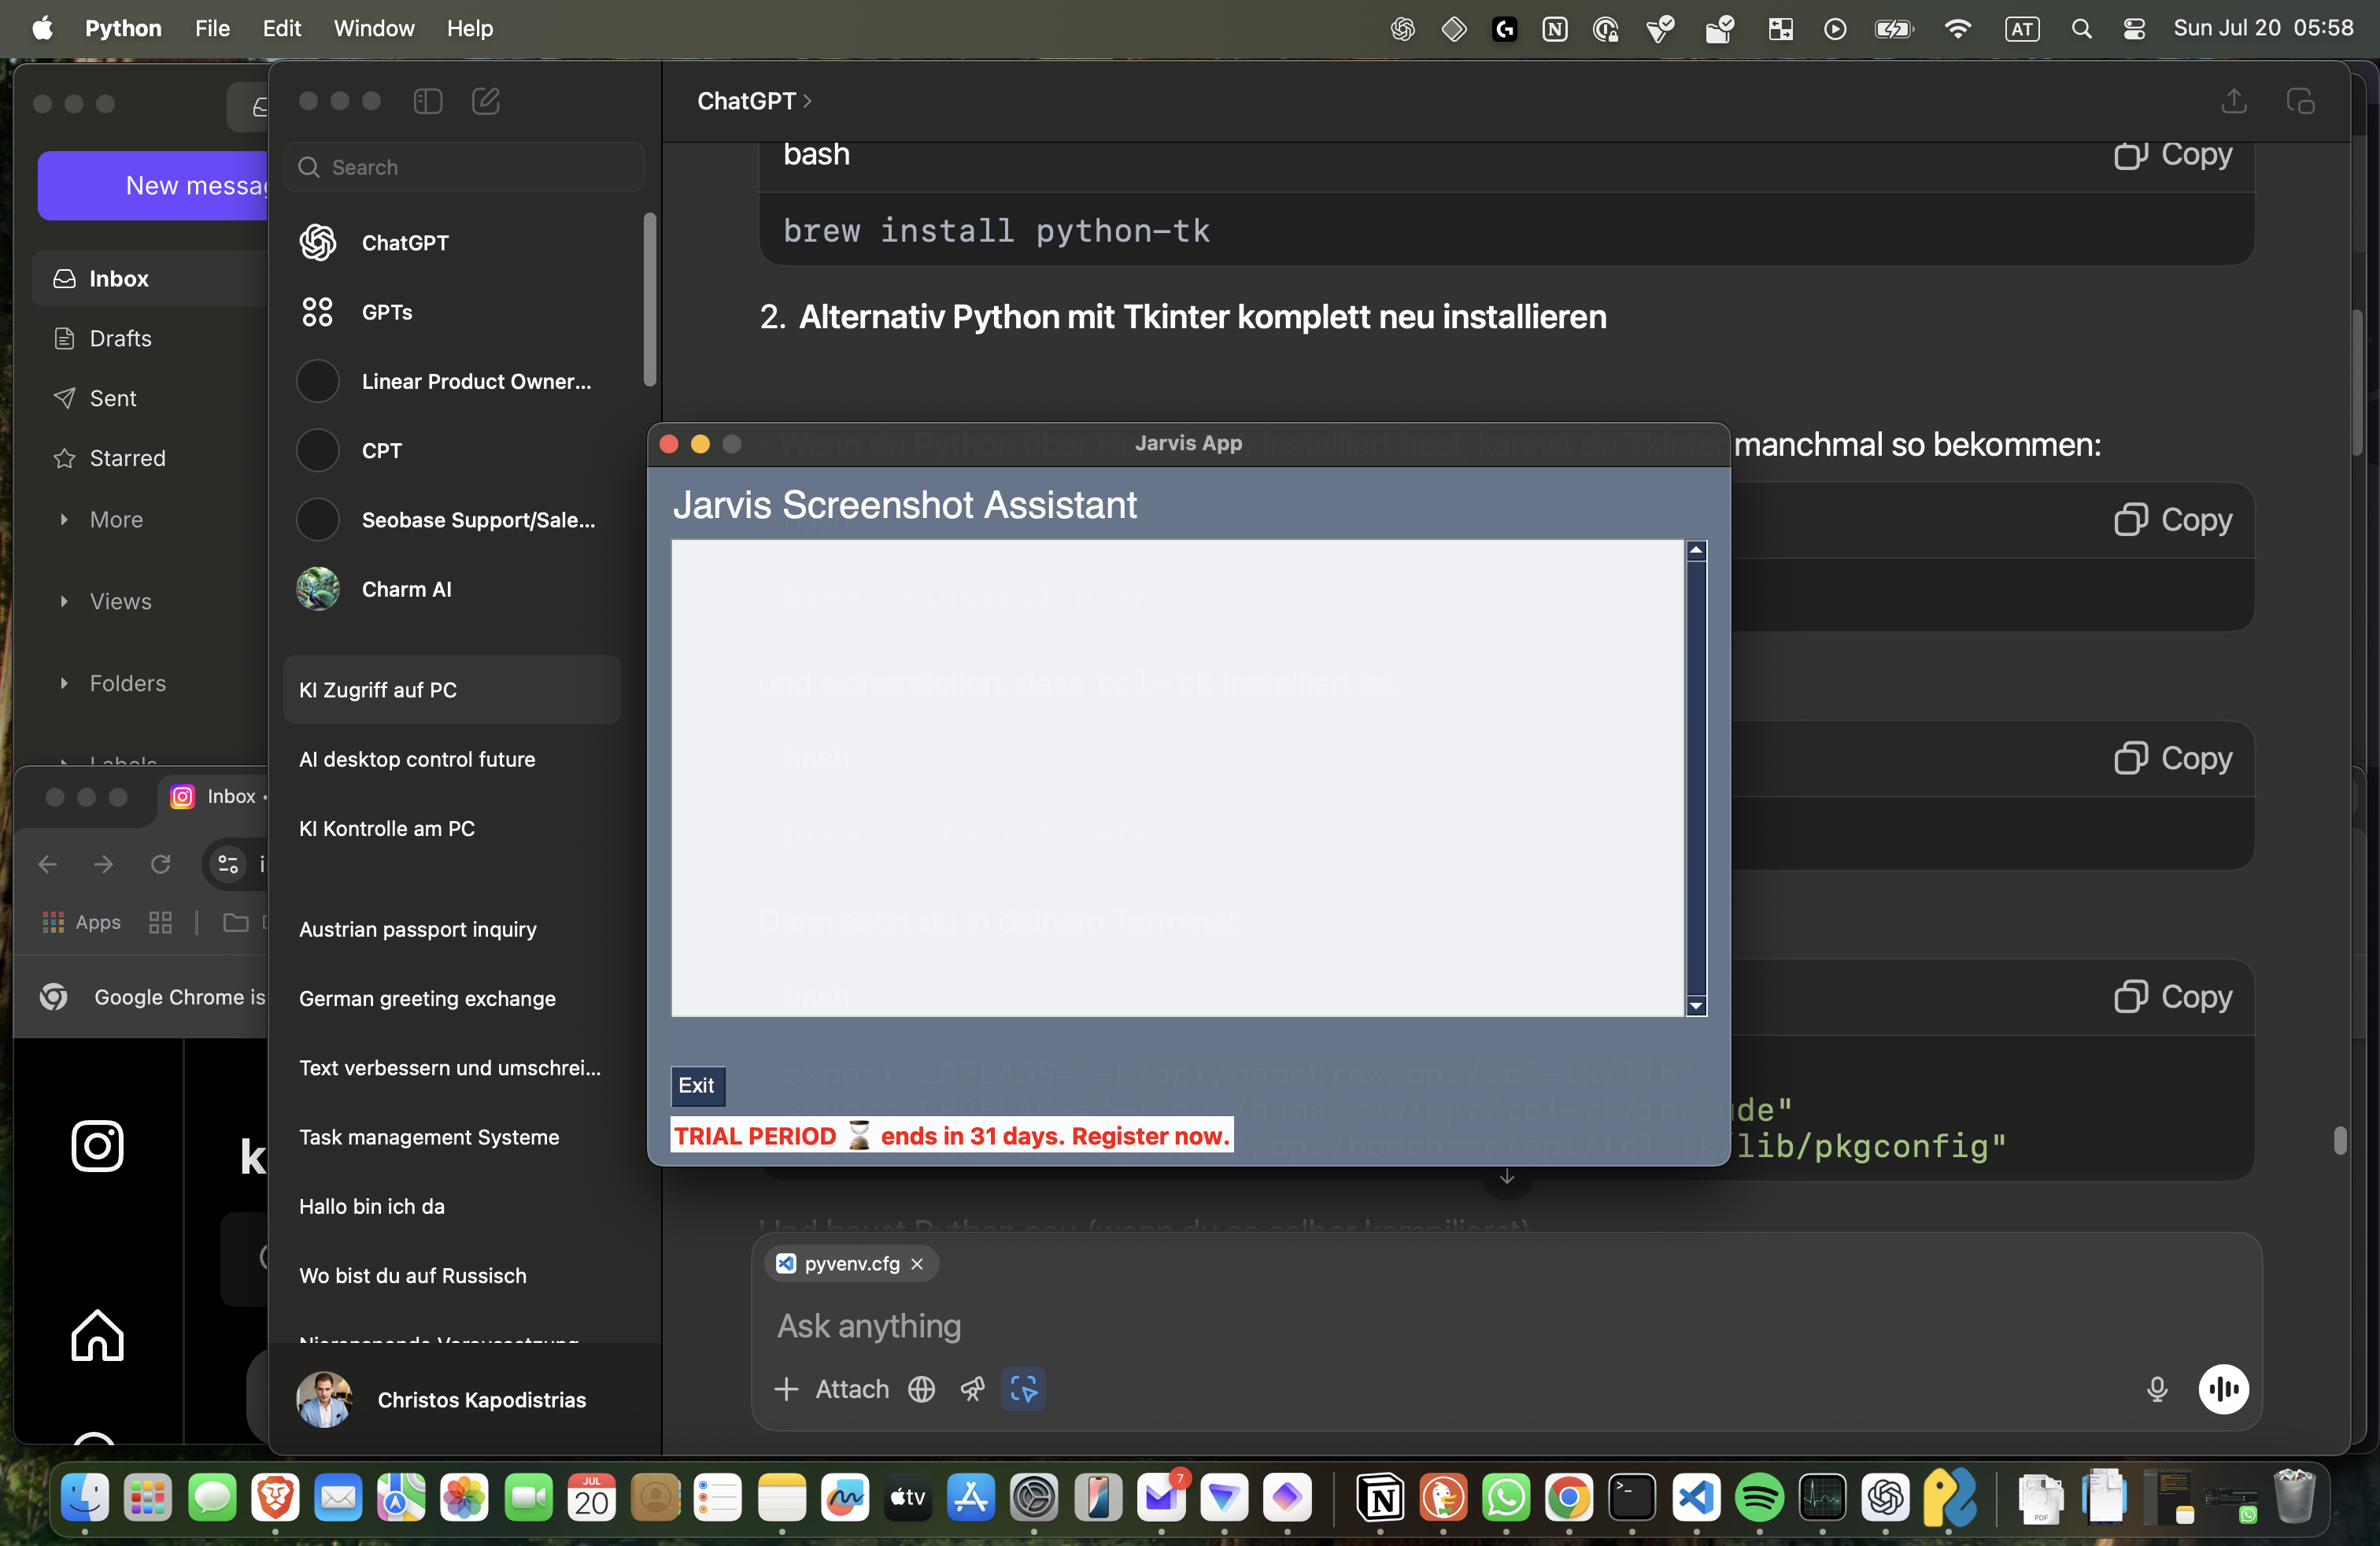 Python File Edit Window Help
AT Sun Jul 20 05:58
New messag
Inbox
Drafts
Sent
Starred
More
Views
Folders
Labels
Inbox
Apps
Google Chrome is
Search
ChatGPT
GPTs
Linear Product Owner...
CPT
Seobase Support/Sale...
Charm AI
KI Zugriff auf PC
AI desktop control future
KI Kontrolle am PC
Austrian passport inquiry
German greeting exchange
Text verbessern und umschrei...
Task management Systeme
Hallo bin ich da
Wo bist du auf Russisch
Christos Kapodistrias
ChatGPT
bash Copy
brew install python-tk
2. Alternativ Python mit Tkinter komplett neu installieren
manchmal so bekommen:
Copy
Copy
Copy
de"
lib/pkgconfig"
Und baust Python neu (wenn du es selber kompilierst)
Jarvis App
Jarvis Screenshot Assistant
Exit
TRIAL PERIOD ⏳ ends in 31 days. Register now.
pyvenv.cfg
Ask anything
Attach
JUL
20
tv
7
PDF